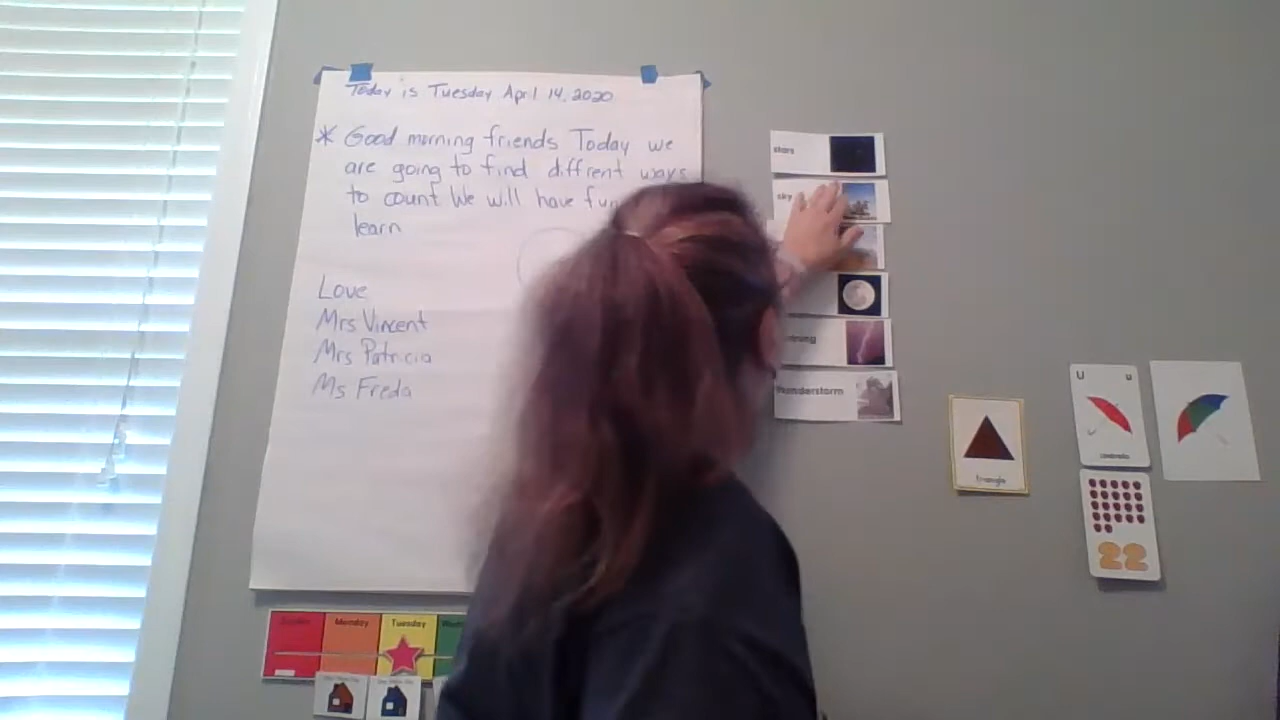 Today is Tuesday April 14, 2020
* Good morning friends Today we
are going to find diffrent ways
to count We will have fun
learn
Love
Mrs Vincent
Mrs Patricia
Ms Freda
stars
sky
thunderstorm
triangle
U u
umbrella
22
Monday
Tuesday